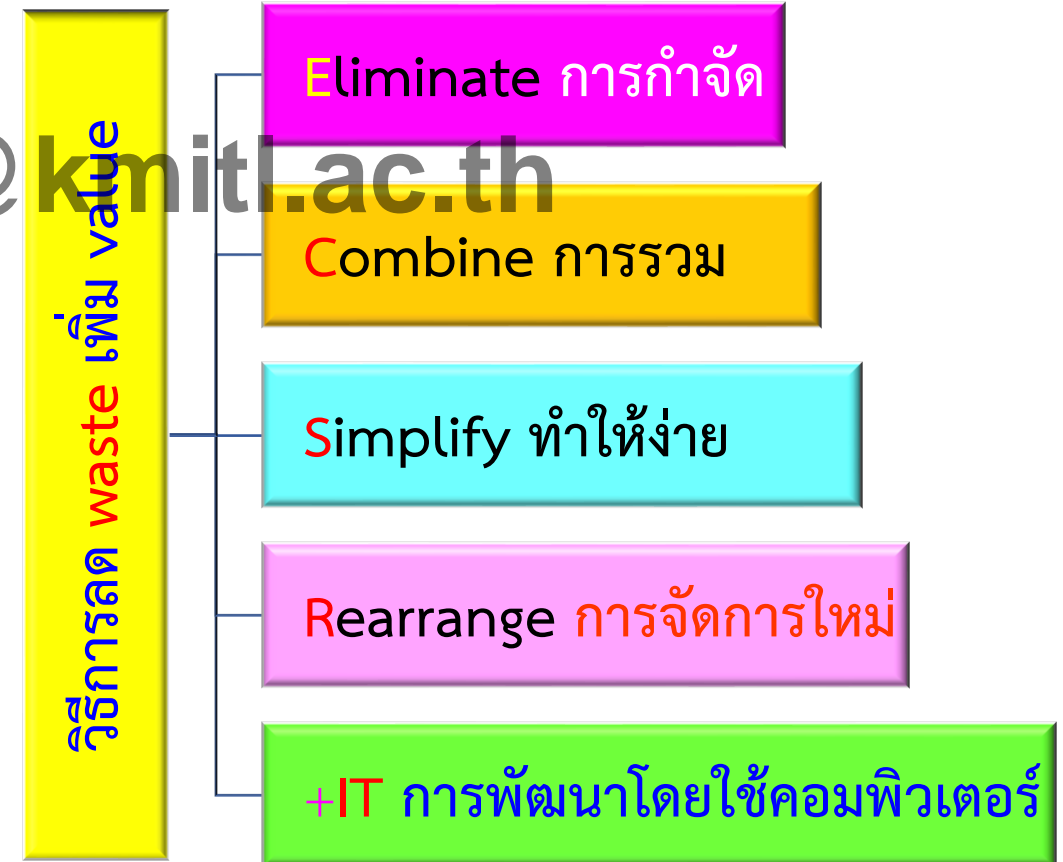 วิธีการลด waste เพิ่ม value
Eliminate การกำจัด
@kmitl.ac.th
Combine การรวม
Simplify ทำให้ง่าย
Rearrange การจัดการใหม่
+IT การพัฒนาโดยใช้คอมพิวเตอร์